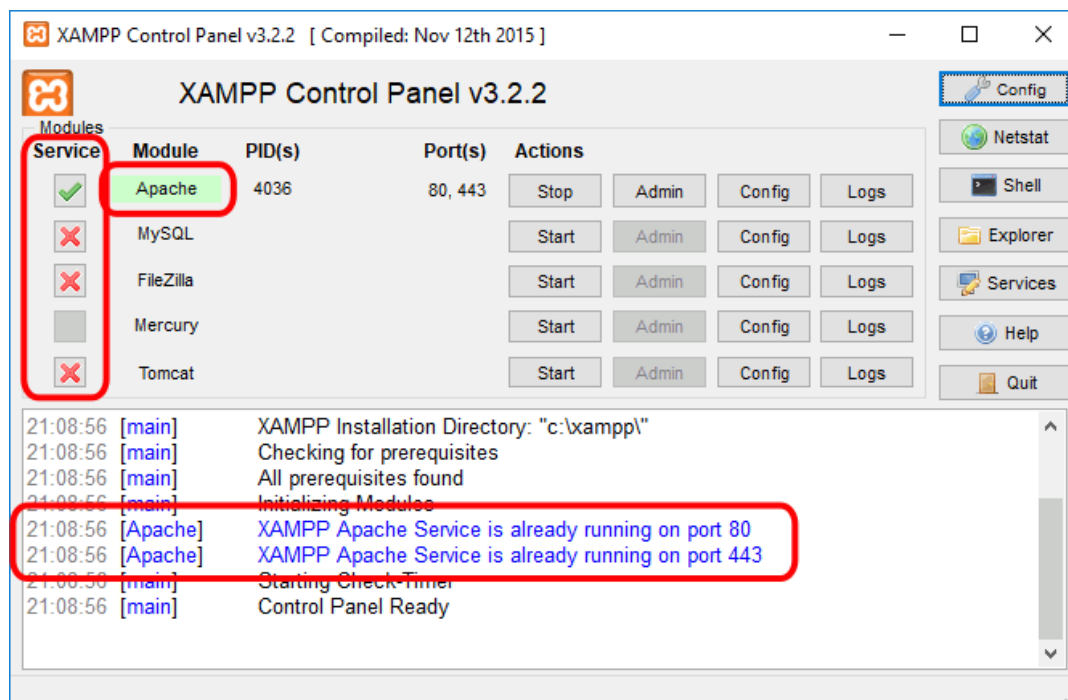 XAMPP Control Panel v3.2.2 [ Compiled: Nov 12th 2015 ]
XAMPP Control Panel v3.2.2
Config
Modules
Service Module PID(s) Port(s) Actions
Netstat
Apache 4036 80, 443 Stop Admin Config Logs
Shell
MySQL Start Admin Config Logs
Explorer
FileZilla Start Admin Config Logs
Services
Mercury Start Admin Config Logs
Help
Tomcat Start Admin Config Logs
Quit
21:08:56 [main] XAMPP Installation Directory: "c:\xampp\"
21:08:56 [main] Checking for prerequisites
21:08:56 [main] All prerequisites found
21:08:56 [main] Initializing Modules
21:08:56 [Apache] XAMPP Apache Service is already running on port 80
21:08:56 [Apache] XAMPP Apache Service is already running on port 443
21:08:56 [main] Starting Check-Timer
21:08:56 [main] Control Panel Ready